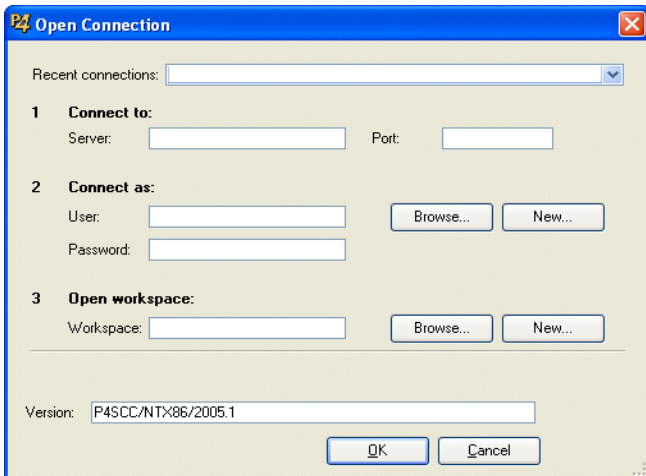 P4 Open Connection
Recent connections:
1 Connect to:
Server: Port:
2 Connect as:
User: Browse... New...
Password:
3 Open workspace:
Workspace: Browse... New...
Version: P4SCC/NTX86/2005.1
OK Cancel